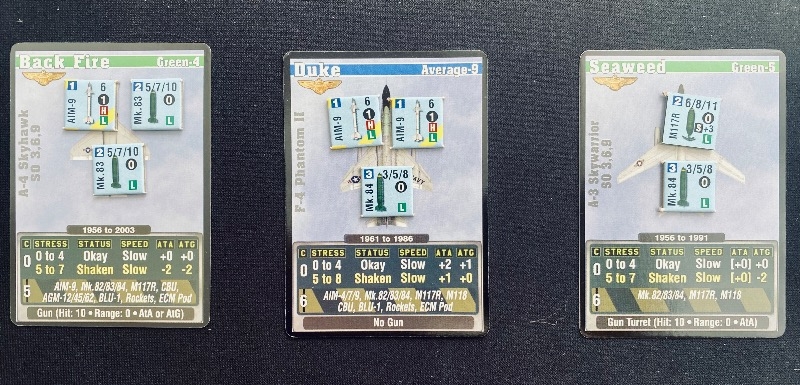 Back Fire Green-4
A-4 Skyhawk
SO 3.6.9
1 6
AIM-9 1
H
L
2 5/7/10
Mk.83 0
L
2 5/7/10
Mk.83 0
L
1956 to 2003
C STRESS STATUS SPEED ATA ATG
0 0 to 4 Okay Slow +0 +0
5 to 7 Shaken Slow -2 -2
5 AIM-9, Mk.82/83/84, M117R, CBU,
AGM-12/45/62, BLU-1, Rockets, ECM Pod
Gun (Hit: 10 • Range: 0 • AtA or AtG)
Duke Average-9
F-4 Phantom II
1 6
AIM-9 1
H
L
1 6
AIM-9 1
H
L
3 3/5/8
Mk.84 0
L
NAVY
1961 to 1986
C STRESS STATUS SPEED ATA ATG
0 0 to 4 Okay Slow +2 +1
5 to 8 Shaken Slow +1 +0
6 AIM-4/7/9, Mk.82/83/84, M117R, M118
CBU, BLU-1, Rockets, ECM Pod
No Gun
Seaweed Green-5
A-3 Skywarrior
SO 3.6.9
2 6/8/11
M117R 0
S +3
L
3 3/5/8
Mk.84 0
L
1956 to 1991
C STRESS STATUS SPEED ATA ATG
0 0 to 4 Okay Slow [+0] +0
5 to 7 Shaken Slow [+0] -2
6 Mk.82/83/84, M117R, M118
Gun Turret (Hit: 10 • Range: 0 • AtA)